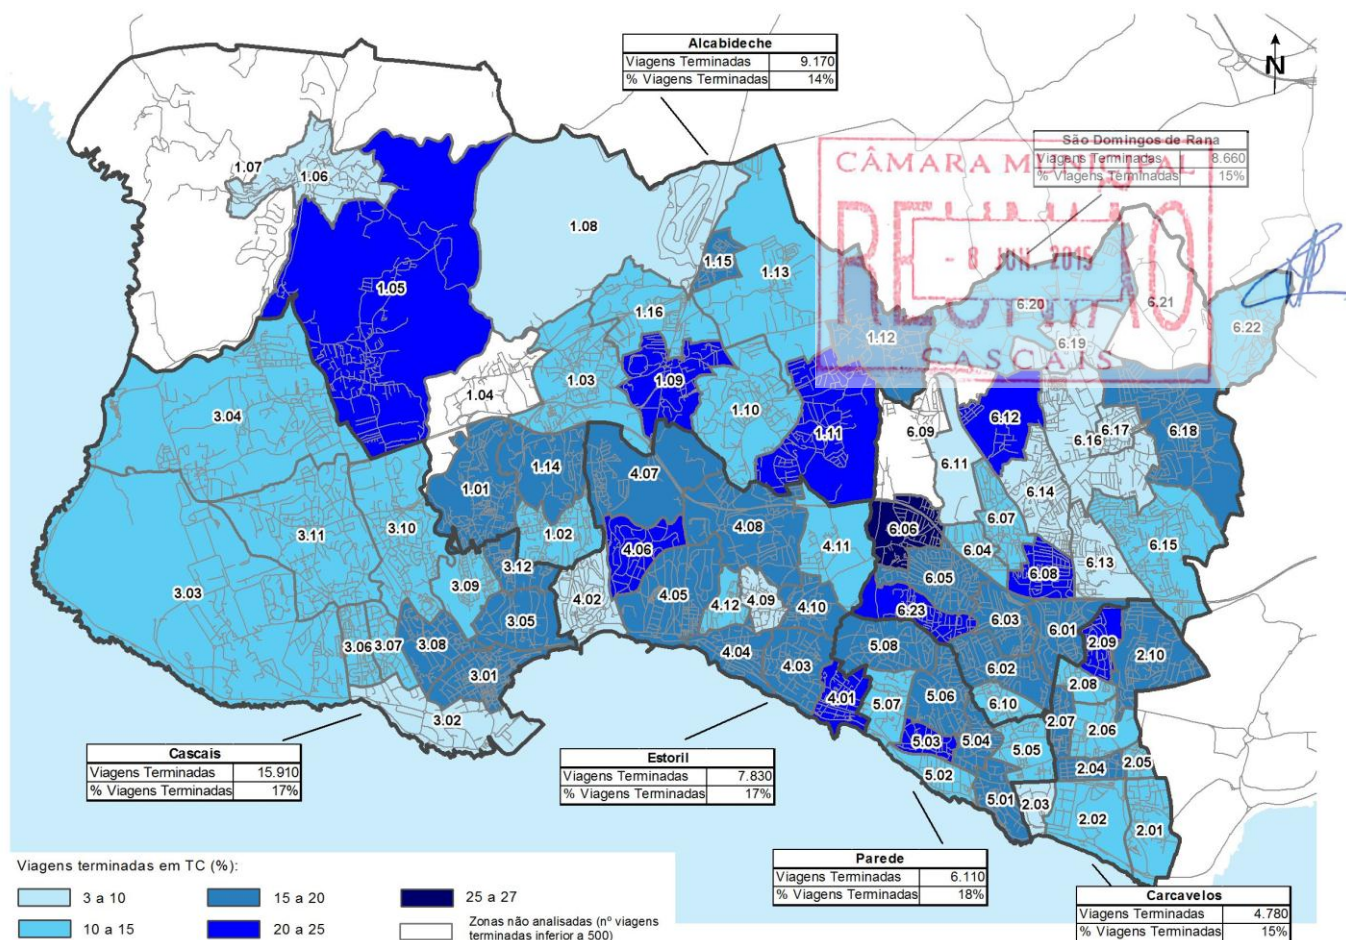 Alcabideche
Viagens Terminadas 9.170
% Viagens Terminadas 14%
N
São Domingos de Rana
Viagens Terminadas 8.660
% Viagens Terminadas 15%
CÂMARA MUNICIPAL
REUNIÃO
- 8 JUN. 2015
CASCAIS
1.07
1.06
1.08
1.05
1.15
1.13
1.16
1.12
6.20
6.21
6.19
6.22
1.04
1.03
1.09
1.10
1.11
3.04
6.09
6.12
6.11
6.16
6.17
6.18
1.01
1.14
4.07
6.14
3.11
3.10
1.02
4.06
4.08
4.11
6.06
6.07
6.04
6.15
3.03
3.09
3.12
4.02
4.05
4.12
4.09
4.10
6.05
6.08
6.13
3.06
3.07
3.08
3.05
3.01
3.02
4.04
4.03
4.01
6.23
6.03
6.01
2.09
2.10
5.08
6.02
6.10
2.08
5.07
5.06
5.03
5.04
5.05
2.07
2.06
5.02
5.01
2.04
2.05
2.03
2.02
2.01
Cascais
Viagens Terminadas 15.910
% Viagens Terminadas 17%
Estoril
Viagens Terminadas 7.830
% Viagens Terminadas 17%
Parede
Viagens Terminadas 6.110
% Viagens Terminadas 18%
Carcavelos
Viagens Terminadas 4.780
% Viagens Terminadas 15%
Viagens terminadas em TC (%):
3 a 10
15 a 20
25 a 27
10 a 15
20 a 25
Zonas não analisadas (nº viagens
terminadas inferior a 500)